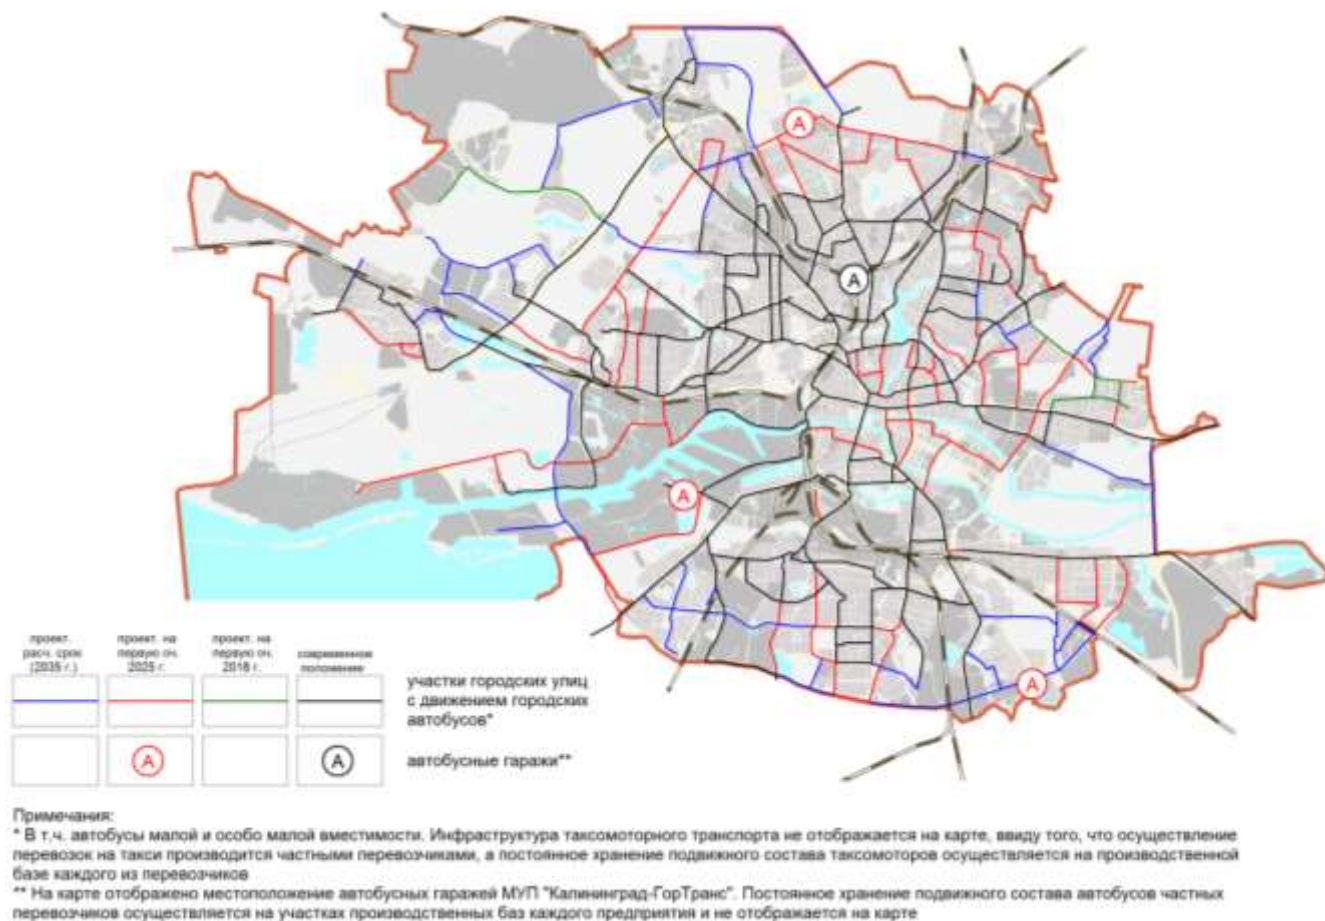 А
А
А
А
проект.
расч. срок
(2035 г.)
проект. на
первую оч.
2025 г.
проект. на
первую оч.
2016 г.
современное
положение
участки городских улиц
с движением городских
автобусов*
А
А
автобусные гаражи**
Примечания:
* В т.ч. автобусы малой и особо малой вместимости. Инфраструктура таксомоторного транспорта не отображается на карте, ввиду того, что осуществление
перевозок на такси производится частными перевозчиками, а постоянное хранение подвижного состава таксомоторов осуществляется на производственной
базе каждого из перевозчиков
** На карте отображено местоположение автобусных гаражей МУП "Калининград-ГорТранс". Постоянное хранение подвижного состава автобусов частных
перевозчиков осуществляется на участках производственных баз каждого предприятия и не отображается на карте